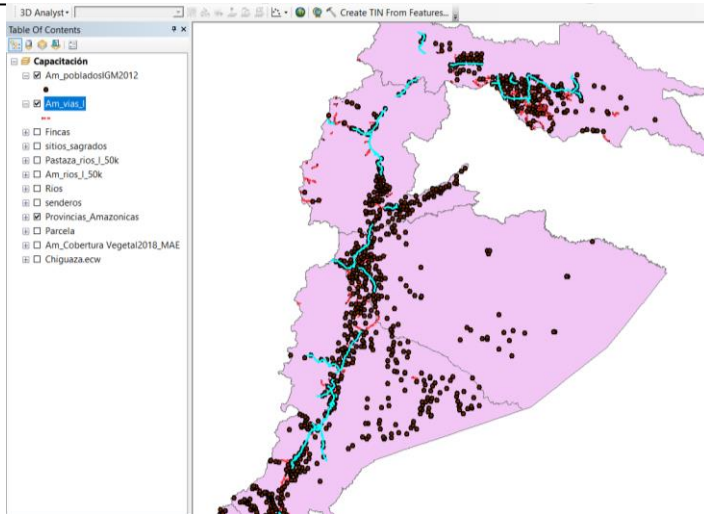 3D Analyst
Create TIN From Features...
Table Of Contents
Capacitación
Am_pobladosIGM2012
Am_vias_l
Fincas
sitios_sagrados
Pastaza_rios_l_50k
Am_rios_l_50k
Rios
senderos
Provincias_Amazonicas
Parcela
Am_Cobertura Vegetal2018_MAE
Chiguaza.ecw